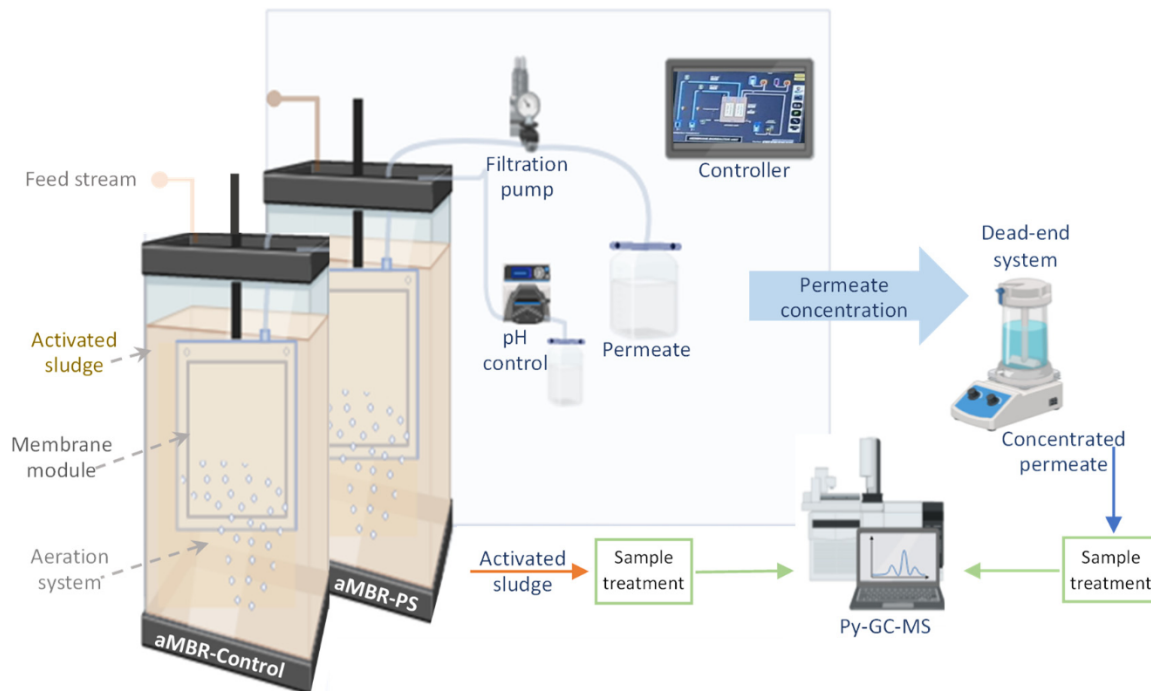 Feed stream
Activated
sludge
Membrane
module
Aeration
system
aMBR-Control
aMBR-PS
Filtration
pump
Controller
pH
control
Permeate
Permeate
concentration
Dead-end
system
Concentrated
permeate
Activated
sludge
Sample
treatment
Py-GC-MS
Sample
treatment